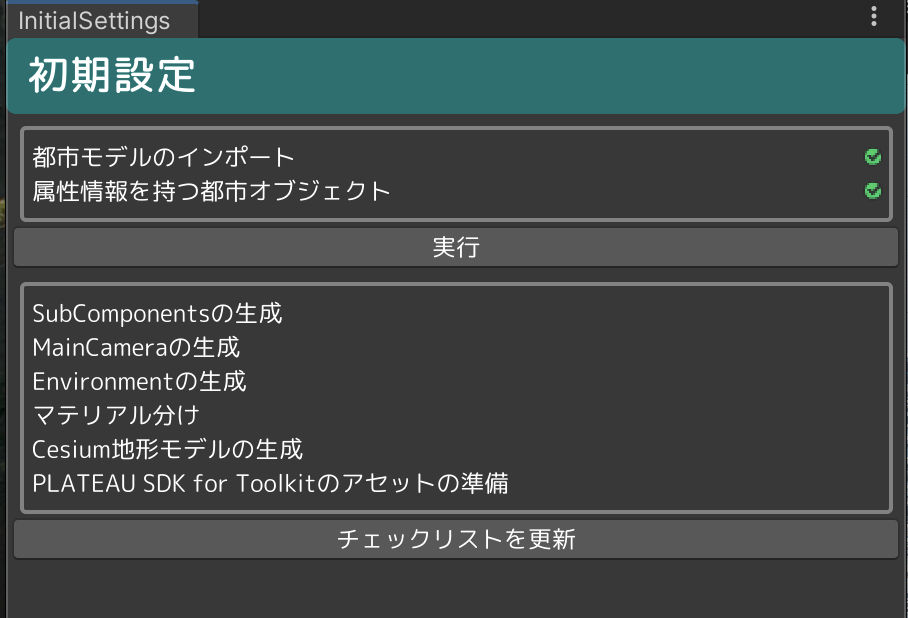 InitialSettings
初期設定
都市モデルのインポート
属性情報を持つ都市オブジェクト
実行
SubComponentsの生成
MainCameraの生成
Environmentの生成
マテリアル分け
Cesium地形モデルの生成
PLATEAU SDK for Toolkitのアセットの準備
チェックリストを更新